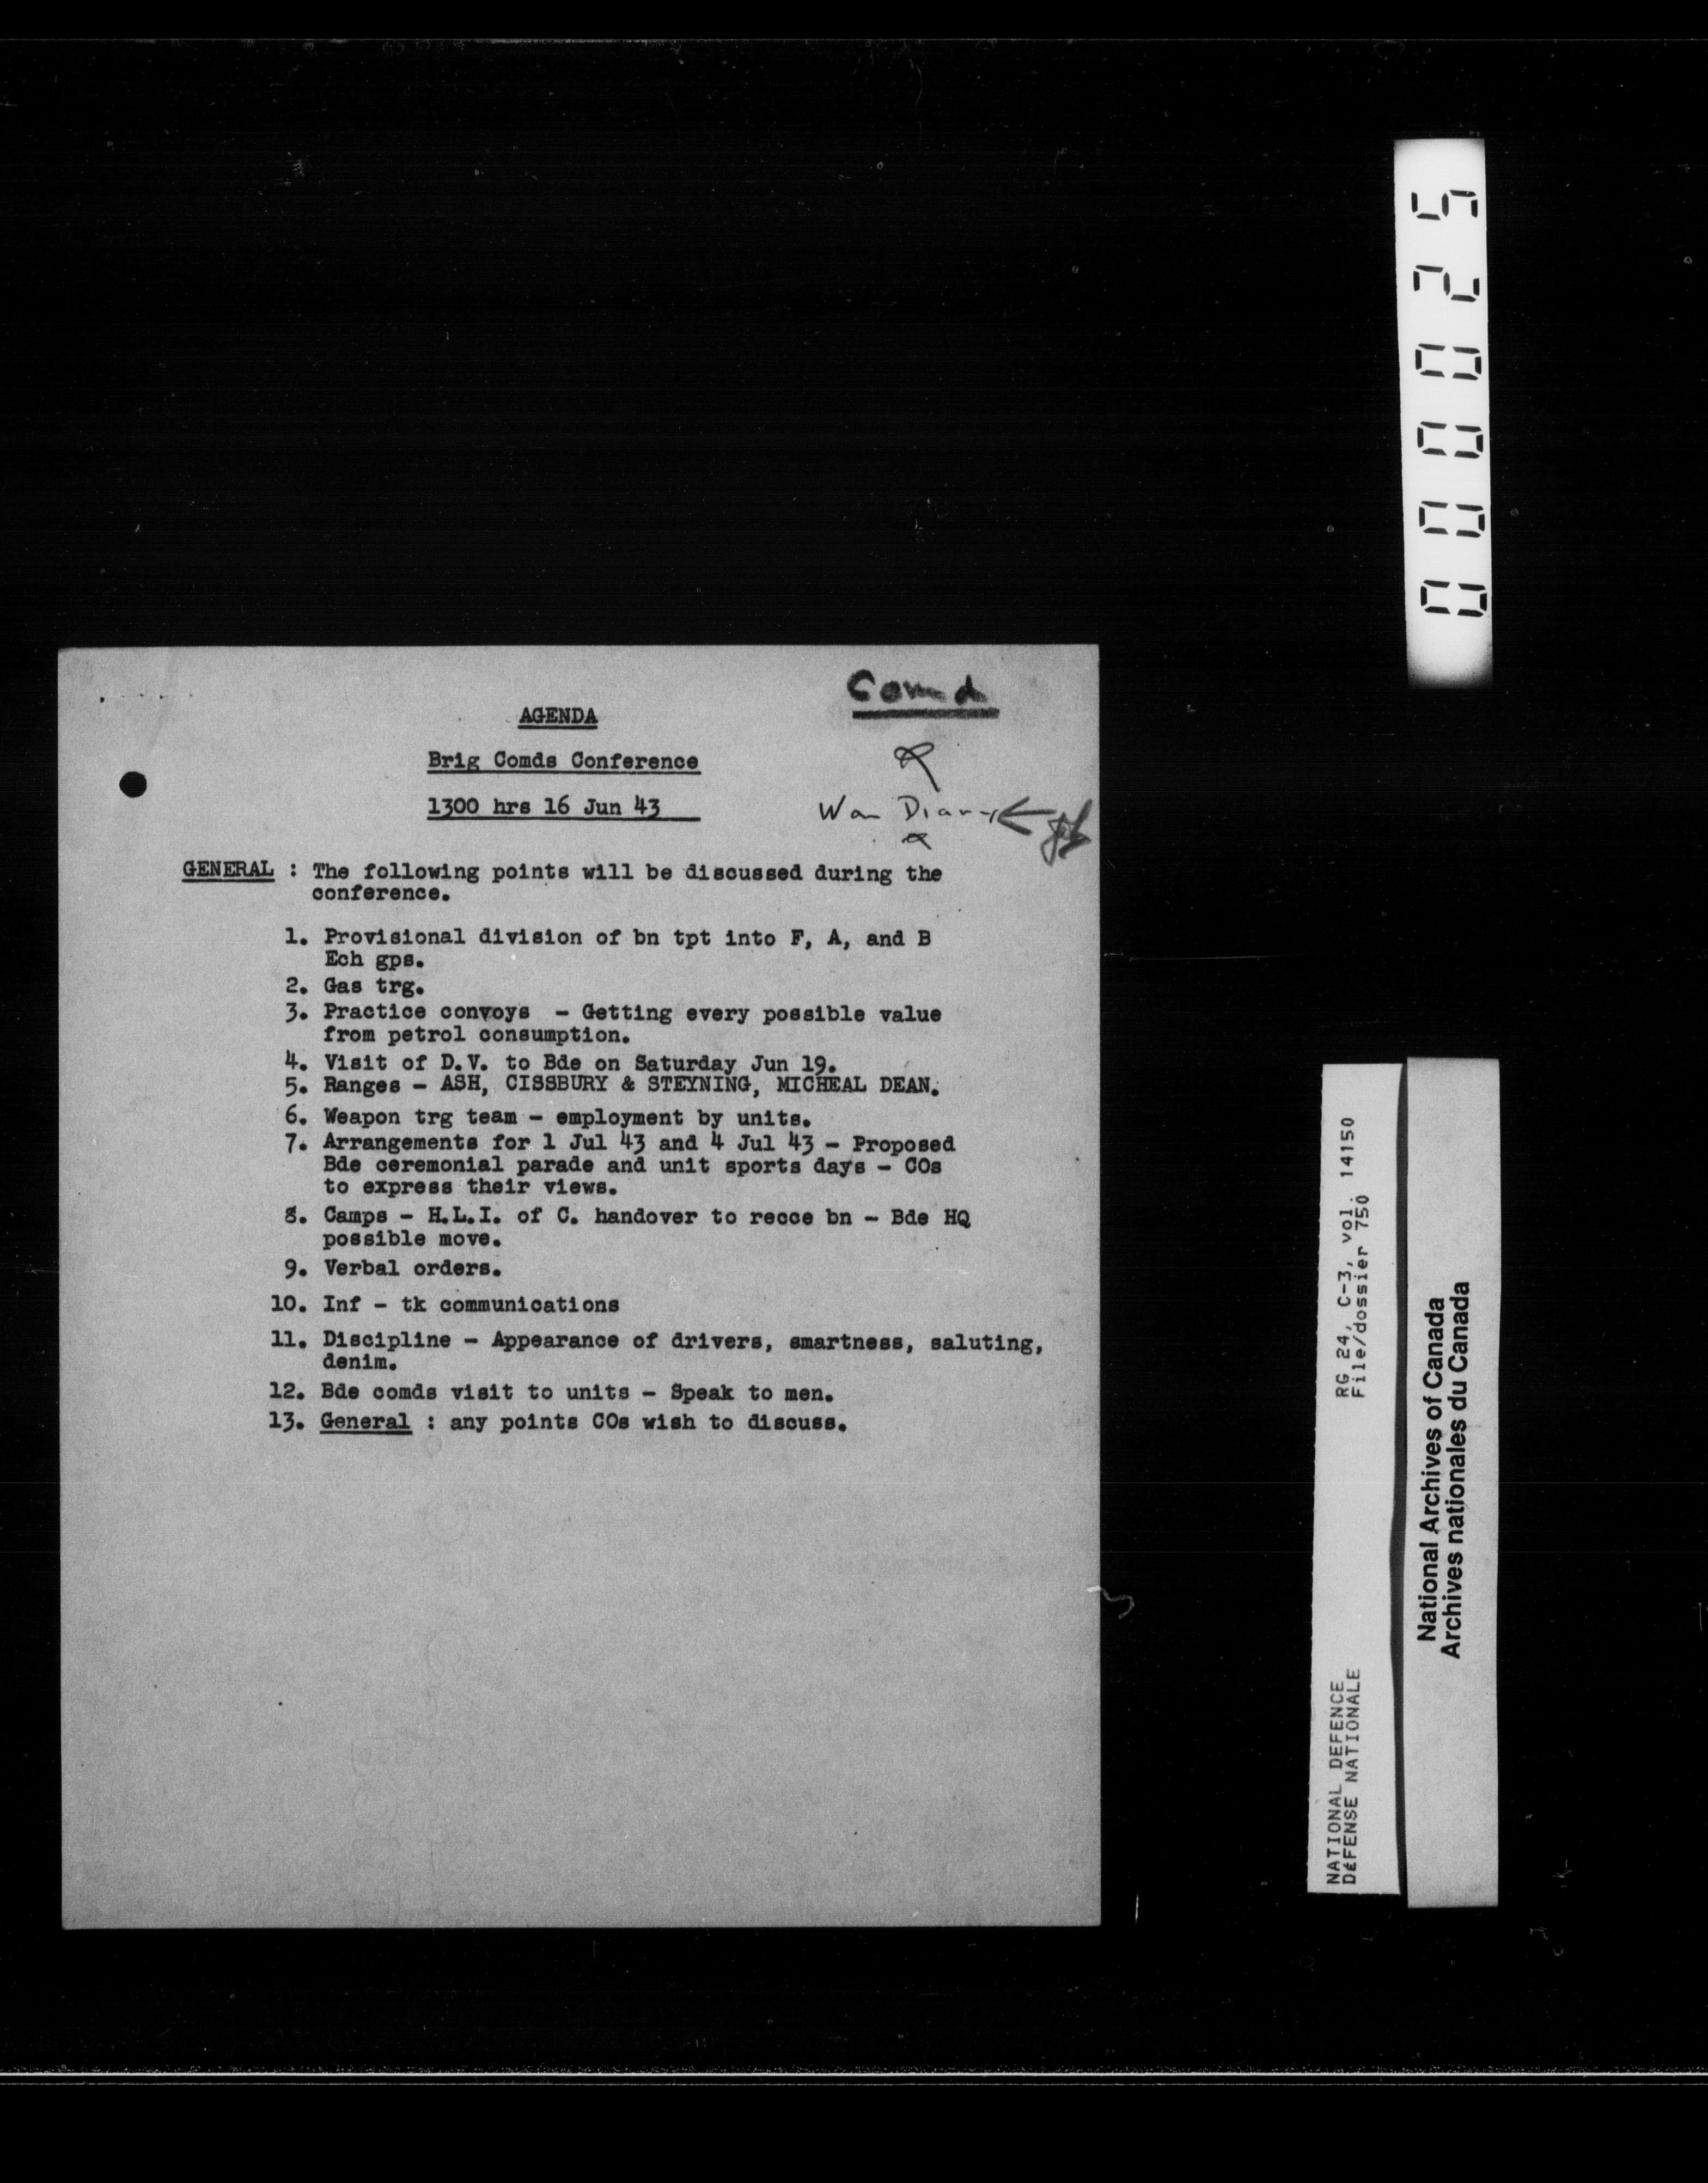 Comd
AGENDA
Brig Comds Conference
1300 hrs 16 Jun 43
War Diary
GENERAL : The following points will be discussed during the
conference.
1. Provisional division of bn tpt into F, A, and B
Ech gps.
2. Gas trg.
3. Practice convoys - Getting every possible value
from petrol consumption.
4. Visit of D.V. to Bde on Saturday Jun 19.
5. Ranges - ASH, CISSBURY & STEYNING, MICHEAL DEAN.
6. Weapon trg team - employment by units.
7. Arrangements for 1 Jul 43 and 4 Jul 43 - Proposed
Bde ceremonial parade and unit sports days - COs
to express their views.
8. Camps - H.L.I. of C. handover to recce bn - Bde HQ
possible move.
9. Verbal orders.
10. Inf - tk communications
11. Discipline - Appearance of drivers, smartness, saluting,
denim.
12. Bde comds visit to units - Speak to men.
13. General : any points COs wish to discuss.
000025
NATIONAL DEFENCE RG 24, C-3, vol. 14150
DéFENSE NATIONALE File/dossier 750
National Archives of Canada
Archives nationales du Canada